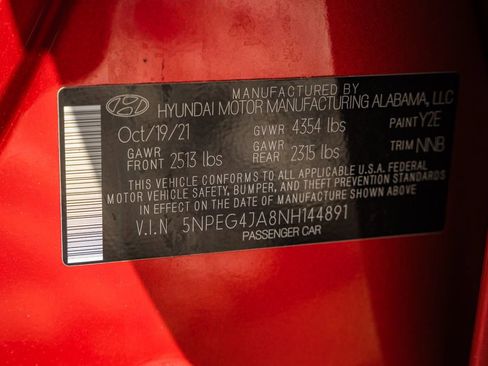 MANUFACTURED BY
HYUNDAI MOTOR MANUFACTURING ALABAMA, LLC
Oct/19/21 GVWR 4354 lbs PAINT Y2E
GAWR FRONT 2513 lbs GAWR REAR 2315 lbs TRIM NNB
THIS VEHICLE CONFORMS TO ALL APPLICABLE U.S.A. FEDERAL
MOTOR VEHICLE SAFETY, BUMPER, AND THEFT PREVENTION STANDARDS
IN EFFECT ON THE DATE OF MANUFACTURE SHOWN ABOVE
V.I.N 5NPEG4JA8NH144891
PASSENGER CAR